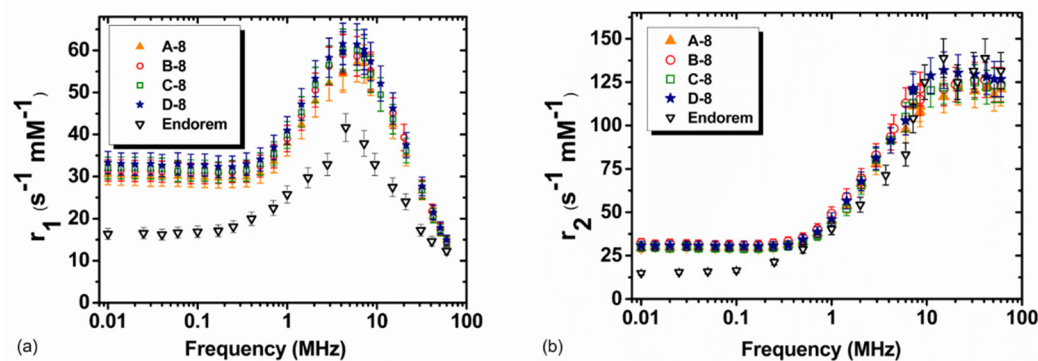 A-8
B-8
C-8
D-8
Endorem
r1 (s-1 mM-1)
60
50
40
30
20
10
0
0.01 0.1 1 10 100
Frequency (MHz)
(a)
A-8
B-8
C-8
D-8
Endorem
r2 (s-1 mM-1)
150
125
100
75
50
25
0
0.01 0.1 1 10 100
Frequency (MHz)
(b)